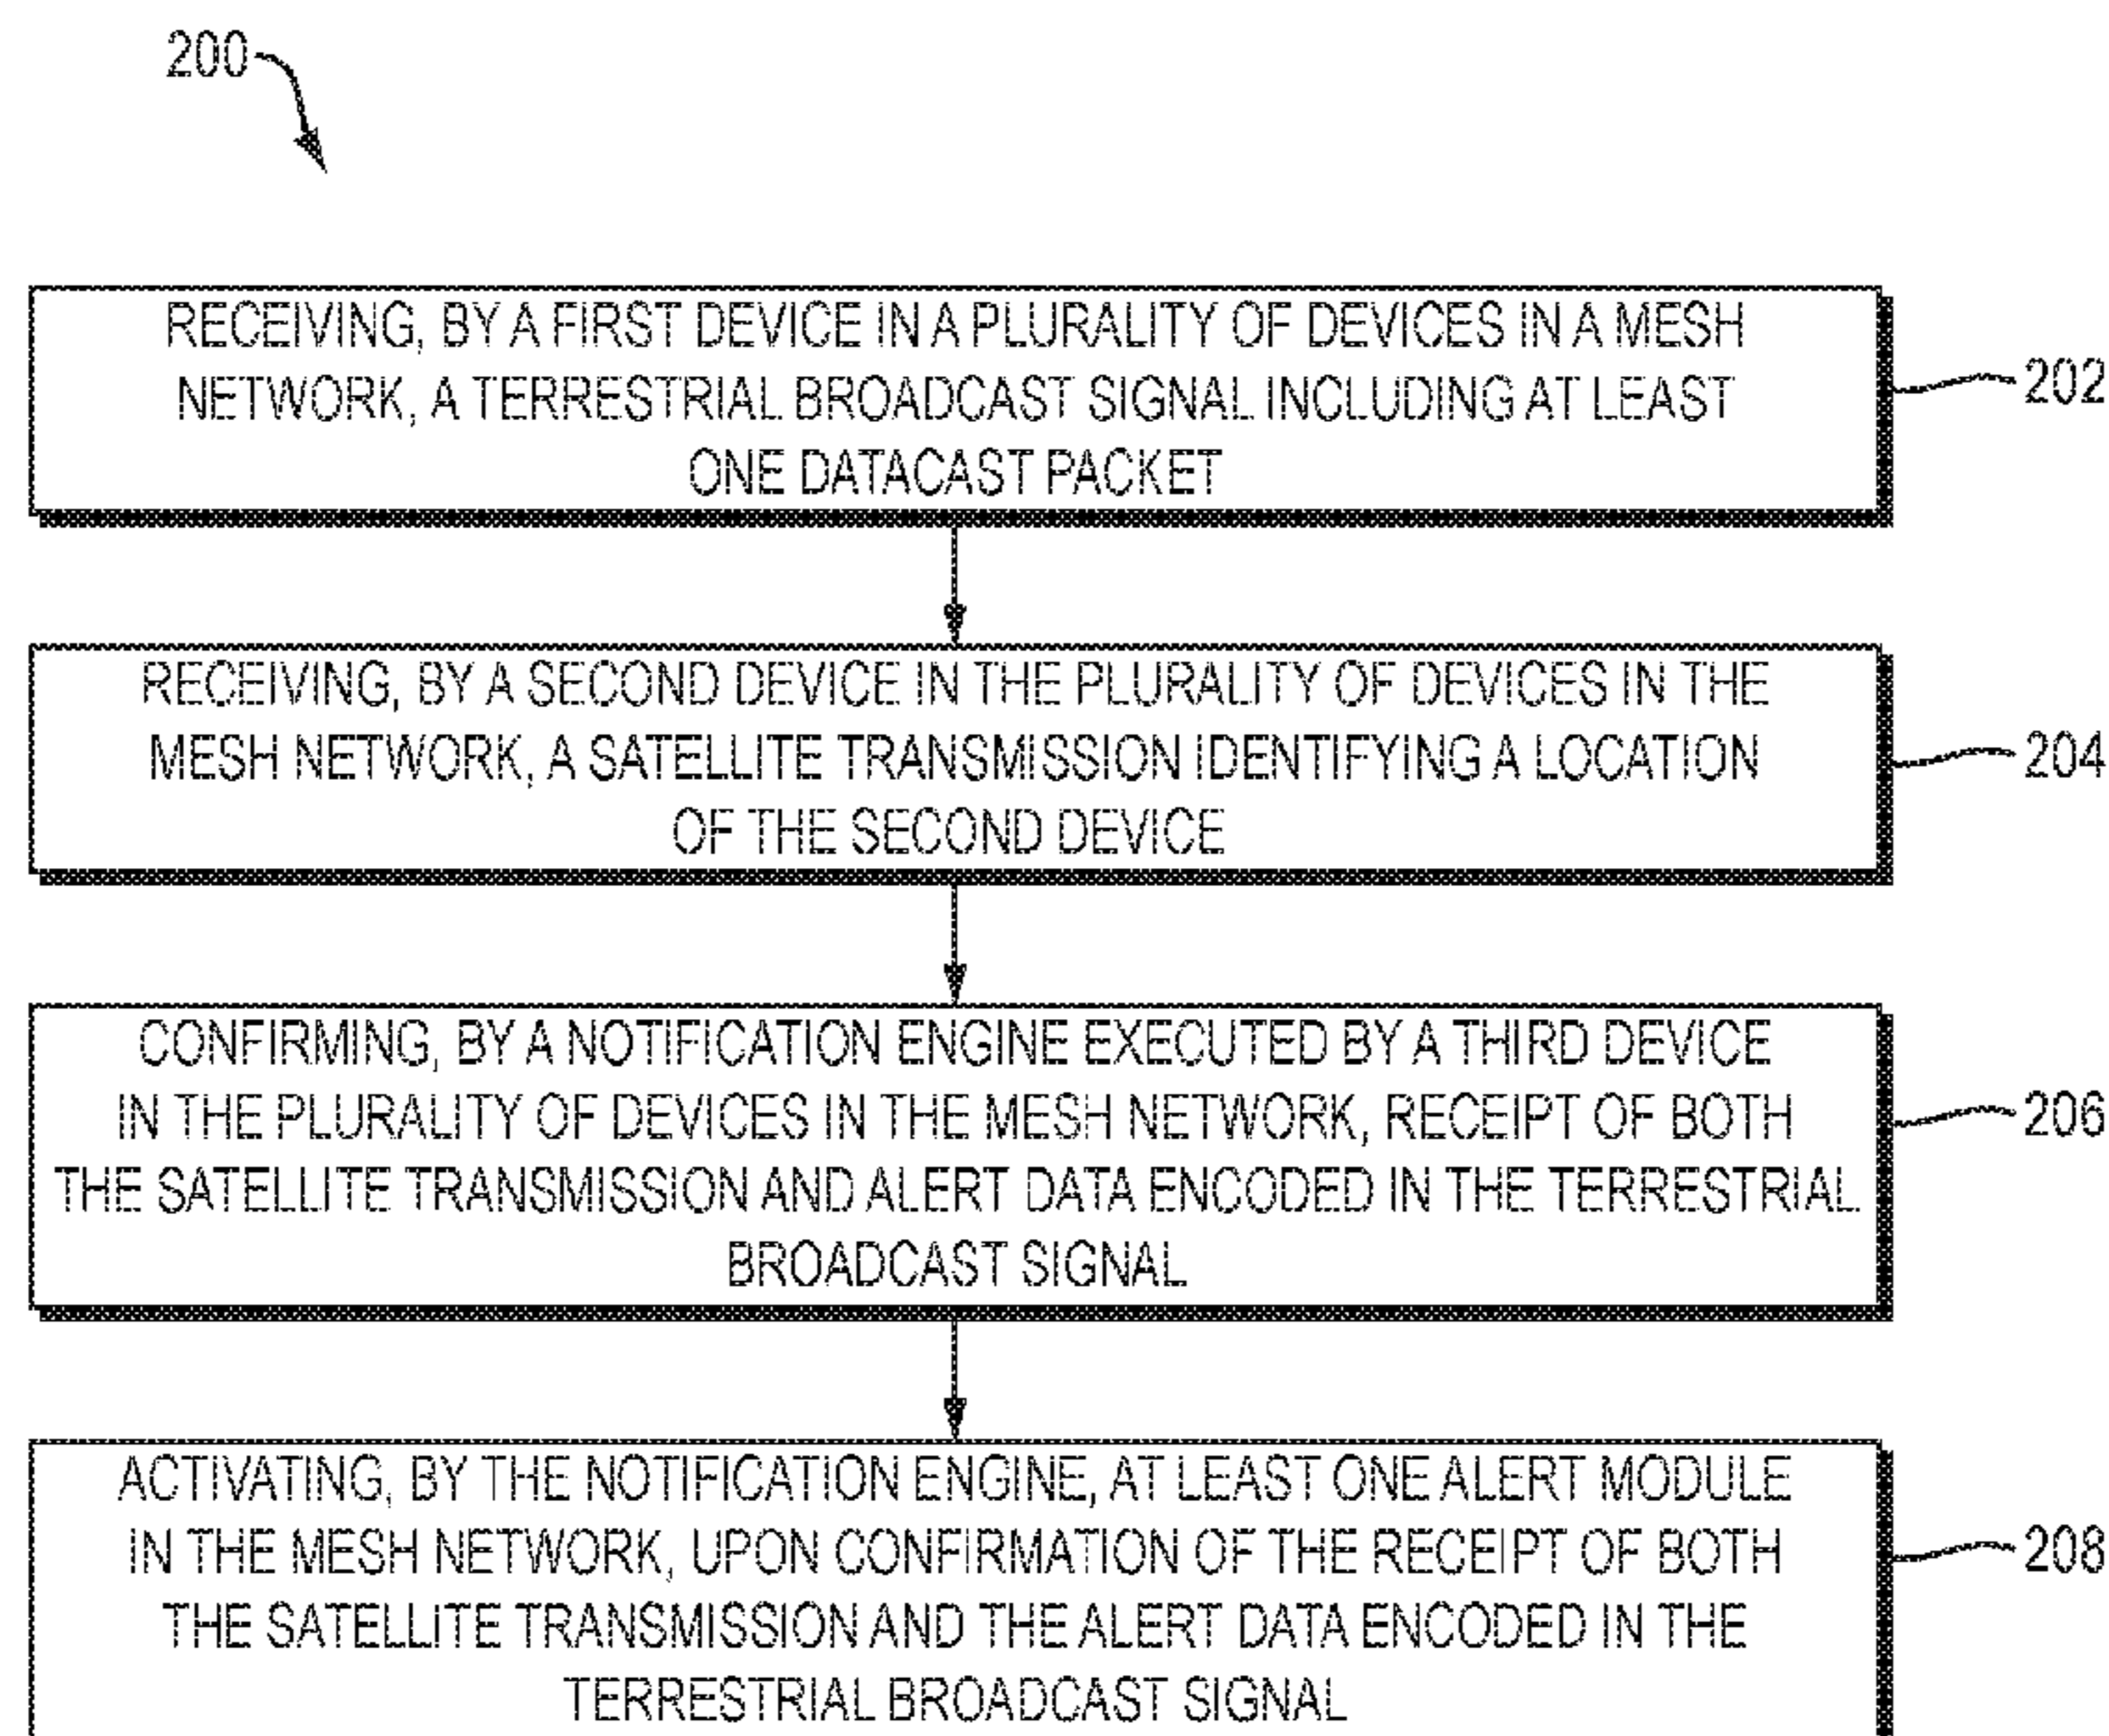 200
RECEIVING, BY A FIRST DEVICE IN A PLURALITY OF DEVICES IN A MESH
NETWORK, A TERRESTRIAL BROADCAST SIGNAL INCLUDING AT LEAST
ONE DATACAST PACKET
202
RECEIVING, BY A SECOND DEVICE IN THE PLURALITY OF DEVICES IN THE
MESH NETWORK, A SATELLITE TRANSMISSION IDENTIFYING A LOCATION
OF THE SECOND DEVICE
204
CONFIRMING, BY A NOTIFICATION ENGINE EXECUTED BY A THIRD DEVICE
IN THE PLURALITY OF DEVICES IN THE MESH NETWORK, RECEIPT OF BOTH
THE SATELLITE TRANSMISSION AND ALERT DATA ENCODED IN THE TERRESTRIAL
BROADCAST SIGNAL
206
ACTIVATING, BY THE NOTIFICATION ENGINE, AT LEAST ONE ALERT MODULE
IN THE MESH NETWORK, UPON CONFIRMATION OF THE RECEIPT OF BOTH
THE SATELLITE TRANSMISSION AND THE ALERT DATA ENCODED IN THE
TERRESTRIAL BROADCAST SIGNAL
208